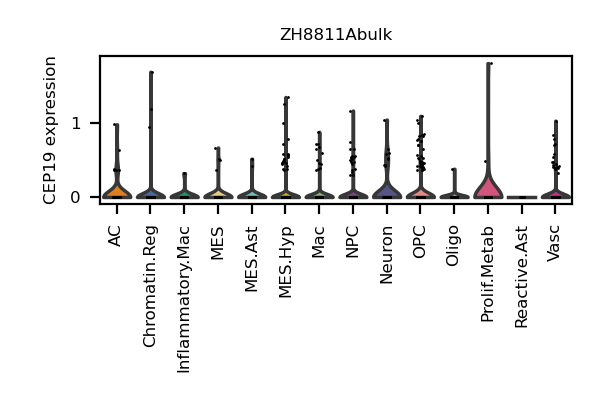 ZH8811Abulk
CEP19 expression
1
0
AC
Chromatin.Reg
Inflammatory.Mac
MES
MES.Ast
MES.Hyp
Mac
NPC
Neuron
OPC
Oligo
Prolif.Metab
Reactive.Ast
Vasc